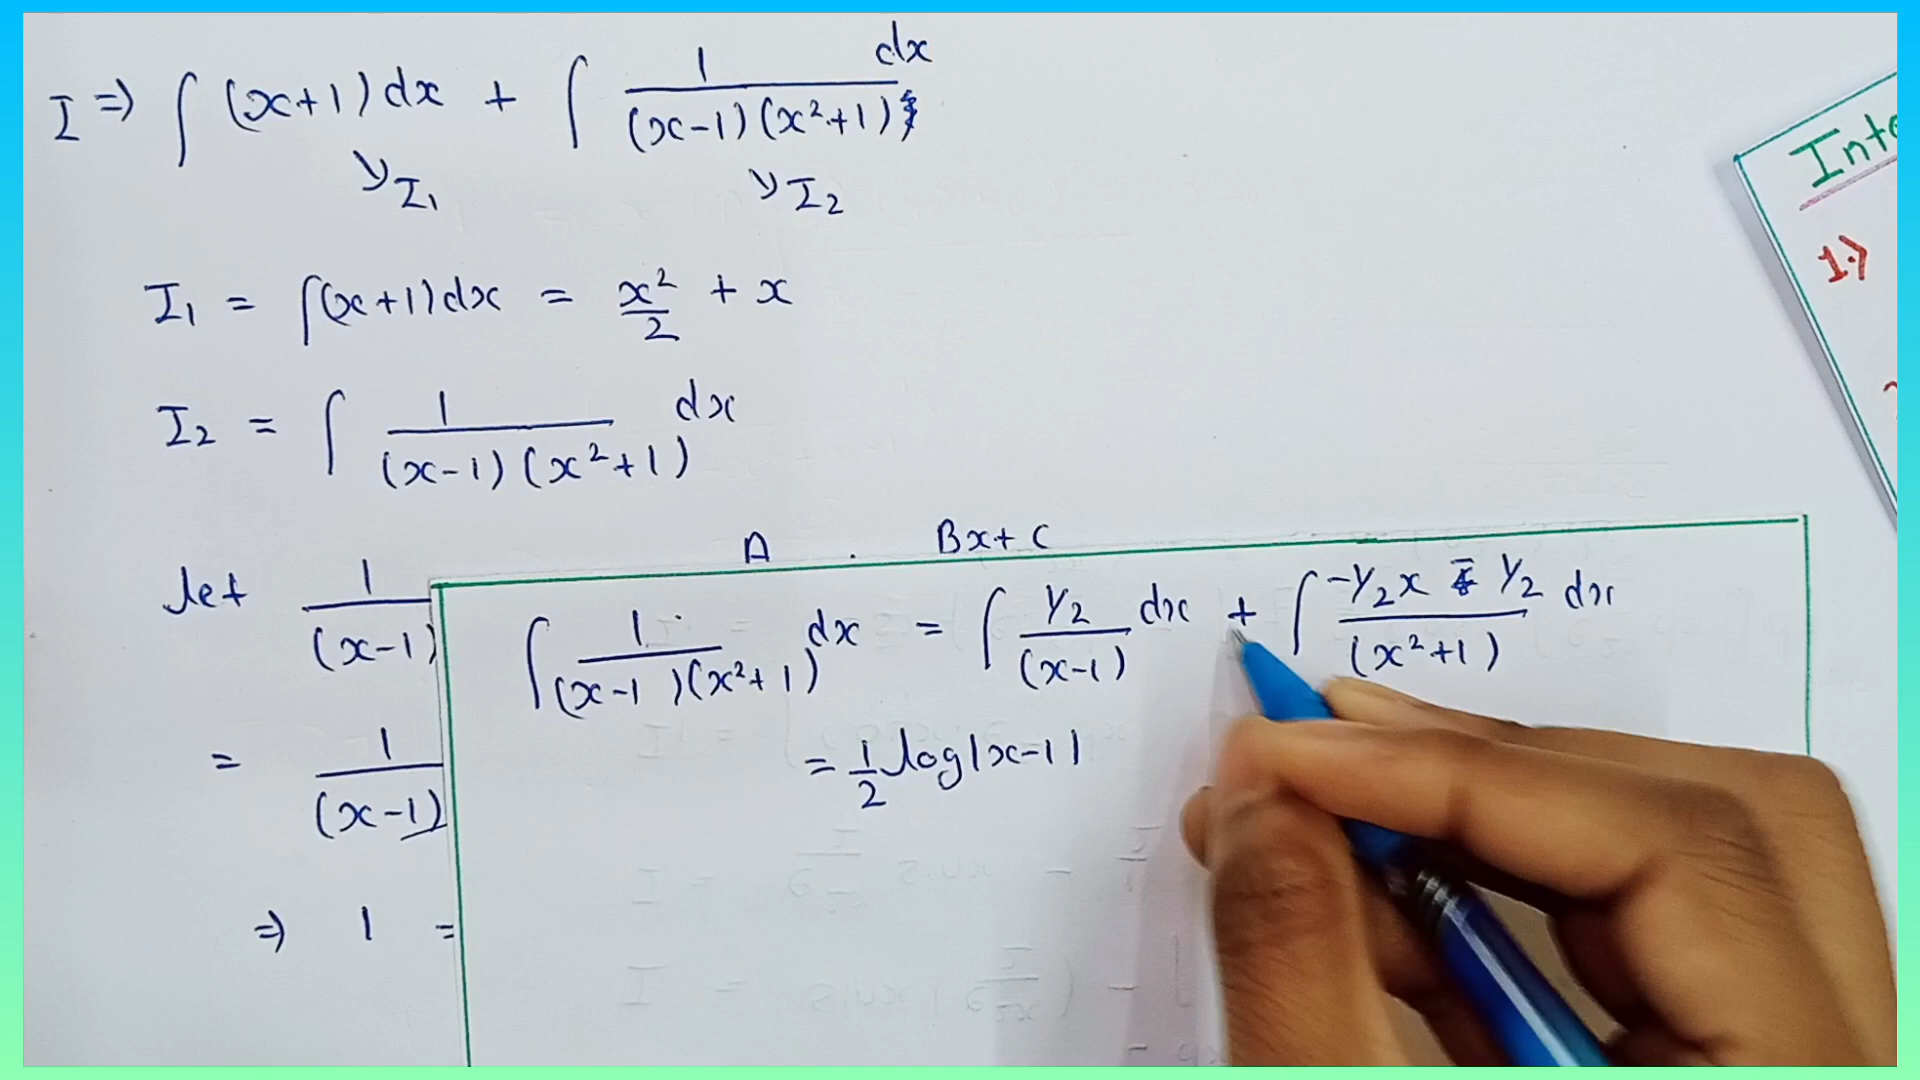 I ⇒ ∫ (x+1) dx + ∫ 1/((x-1)(x²+1)) dx
I₁ I₂
I₁ = ∫(x+1)dx = x²/2 + x
I₂ = ∫ 1/((x-1)(x²+1)) dx
A Bx+C
let 1/(x-1)
= 1/(x-1)
⇒ 1 =
∫ 1/((x-1)(x²+1)) dx = ∫ (1/2)/(x-1) dx + ∫ (-1/2x - 1/2)/(x²+1) dx
= 1/2 log|x-1|
Inte
1.)